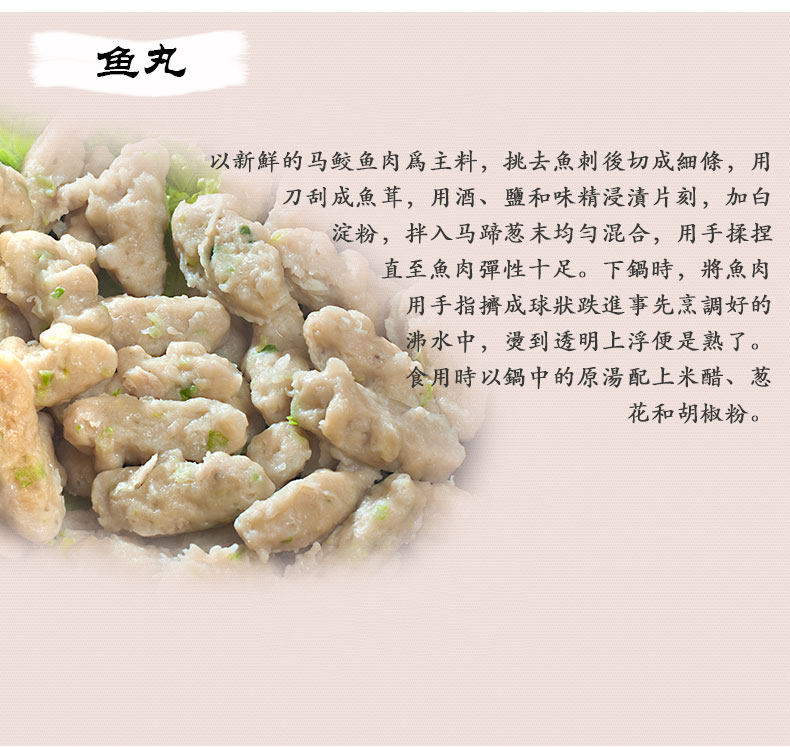 鱼丸
以新鮮的马鲛鱼肉爲主料，挑去魚刺後切成細條，用
刀刮成魚茸，用酒、鹽和味精浸漬片刻，加白
淀粉，拌入马蹄葱末均匀混合，用手揉捏
直至魚肉彈性十足。下鍋時，將魚肉
用手指擠成球狀跌進事先烹調好的
沸水中，燙到透明上浮便是熟了。
食用時以鍋中的原湯配上米醋、葱
花和胡椒粉。